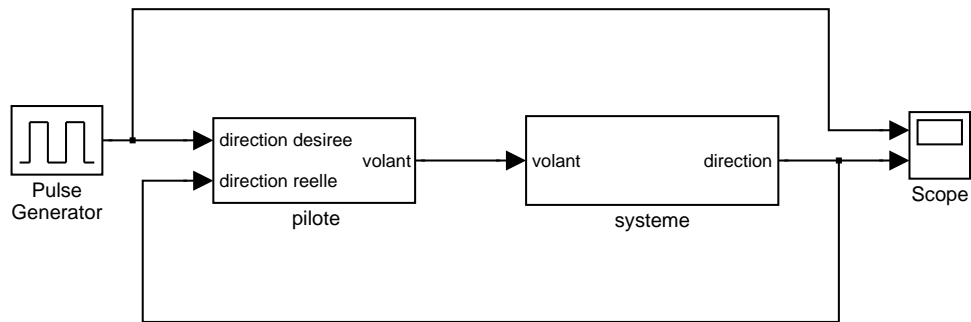 direction desiree
volant
direction reelle
pilote
volant
direction
systeme
Pulse
Generator
Scope